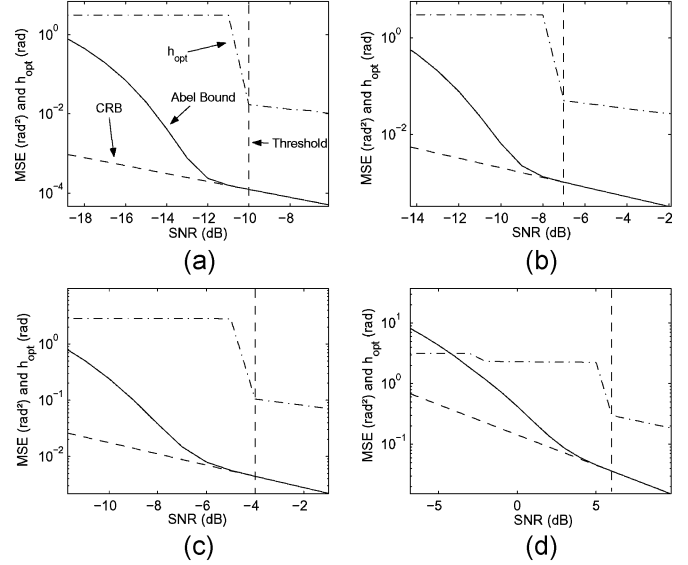 MSE (rad²) and h_opt (rad)
10^0
10^-2
10^-4
h_opt
Abel Bound
CRB
Threshold
-18 -16 -14 -12 -10 -8
SNR (dB)
(a)
MSE (rad²) and h_opt (rad)
10^0
10^-2
-14 -12 -10 -8 -6 -4 -2
SNR (dB)
(b)
MSE (rad²) and h_opt (rad)
10^0
10^-1
10^-2
-10 -8 -6 -4 -2
SNR (dB)
(c)
MSE (rad²) and h_opt (rad)
10^1
10^0
10^-1
-5 0 5
SNR (dB)
(d)